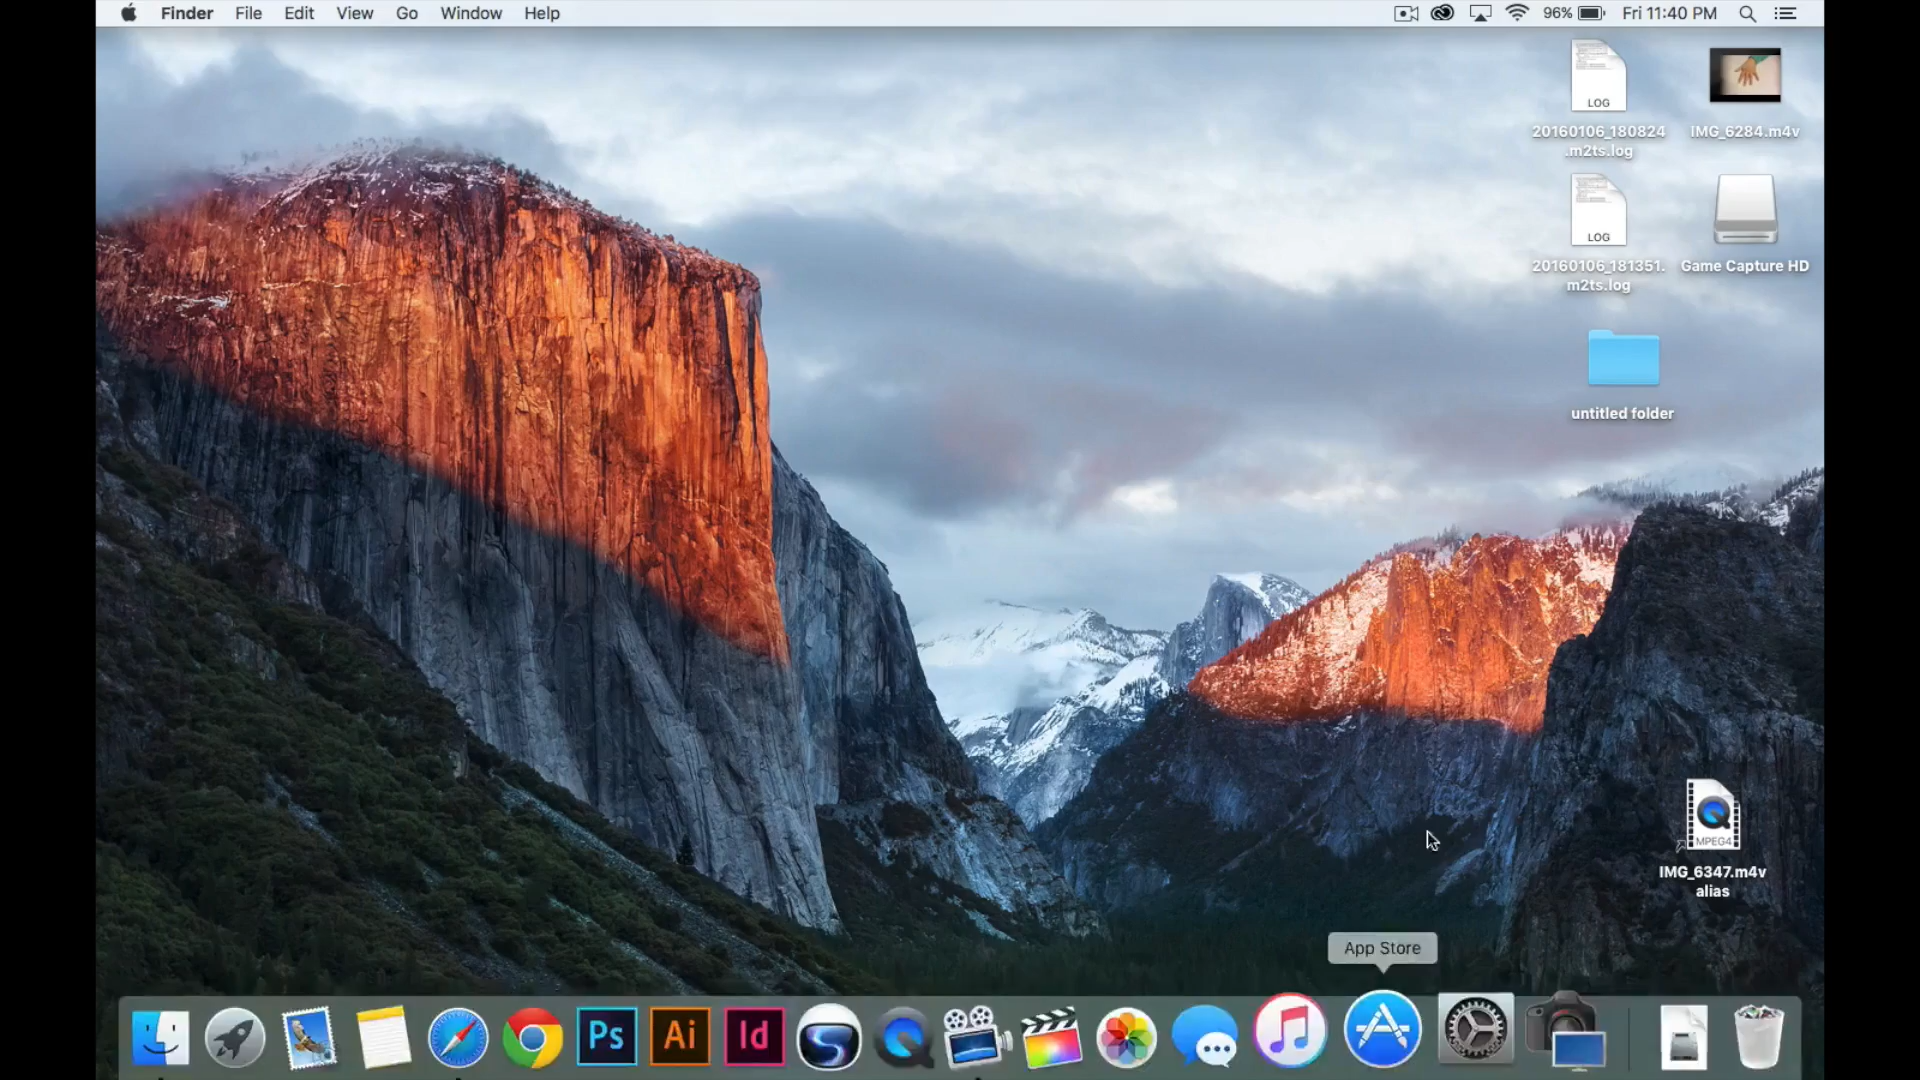 Finder File Edit View Go Window Help 96% Fri 11:40 PM
LOG
20160106_180824
.m2ts.log
IMG_6284.m4v
LOG
20160106_181351.
m2ts.log
Game Capture HD
untitled folder
MPEG4
IMG_6347.m4v
alias
App Store
Ps Ai Id